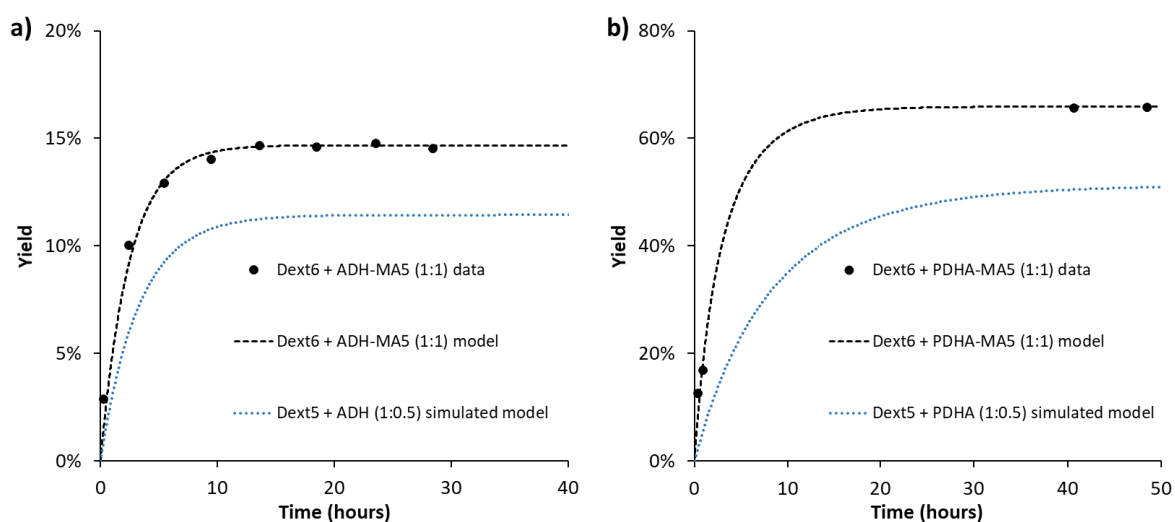 a)
20%
15%
10%
5%
0%
Yield
Dext6 + ADH-MA5 (1:1) data
Dext6 + ADH-MA5 (1:1) model
Dext5 + ADH (1:0.5) simulated model
0 10 20 30 40
Time (hours)
b)
80%
60%
40%
20%
0%
Yield
Dext6 + PDHA-MA5 (1:1) data
Dext6 + PDHA-MA5 (1:1) model
Dext5 + PDHA (1:0.5) simulated model
0 10 20 30 40 50
Time (hours)